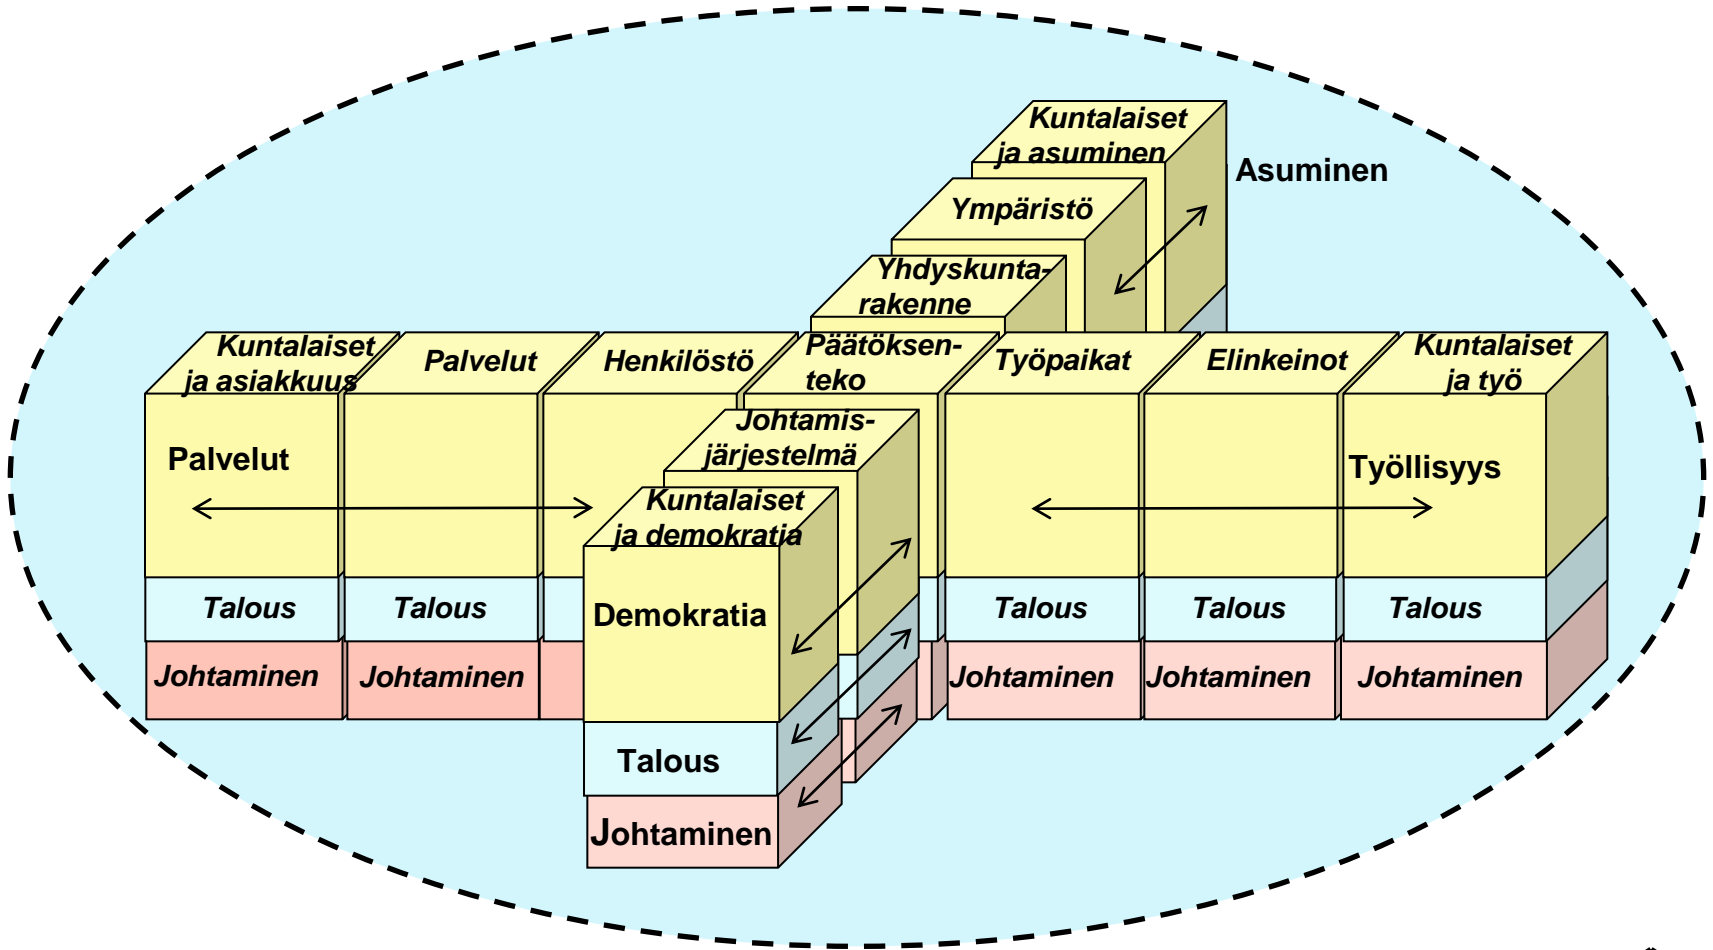 Kuntalaiset
ja asuminen
Asuminen
Ympäristö
Yhdyskunta-
rakenne
Kuntalaiset
ja asiakkuus
Palvelut
Henkilöstö
Päätöksen-
teko
Työpaikat
Elinkeinot
Kuntalaiset
ja työ
Johtamis-
järjestelmä
Palvelut
Työllisyys
Kuntalaiset
ja demokratia
Demokratia
Talous
Talous
Talous
Talous
Talous
Johtaminen
Johtaminen
Johtaminen
Johtaminen
Johtaminen
Talous
Johtaminen